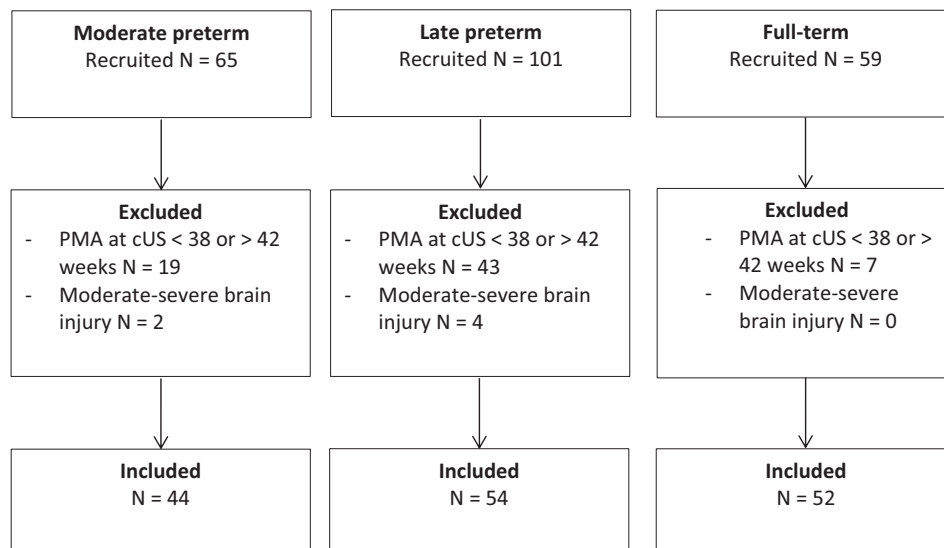 Moderate preterm
Recruited N = 65
Late preterm
Recruited N = 101
Full-term
Recruited N = 59
Excluded
- PMA at cUS < 38 or > 42
weeks N = 19
- Moderate-severe brain
injury N = 2
Excluded
- PMA at cUS < 38 or > 42
weeks N = 43
- Moderate-severe brain
injury N = 4
Excluded
- PMA at cUS < 38 or >
42 weeks N = 7
- Moderate-severe
brain injury N = 0
Included
N = 44
Included
N = 54
Included
N = 52